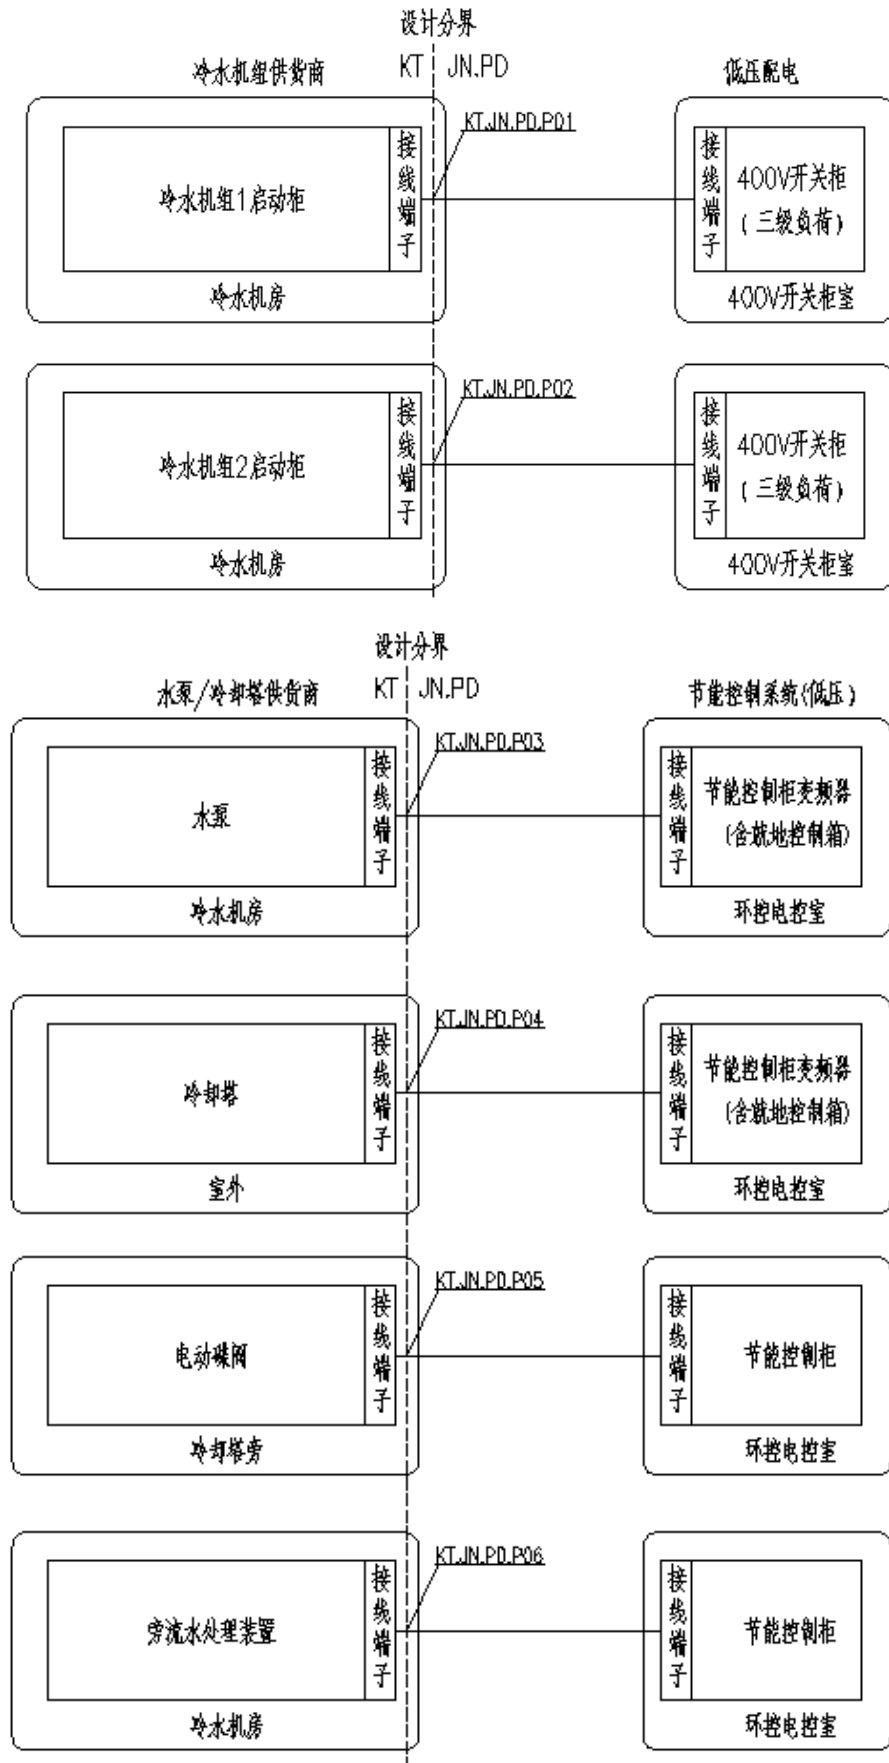 设计分界
冷水机组供货商 KT JN.PD 低压配电
KT.JN.PD.P01
冷水机组1启动柜
接线端子
接线端子
400V开关柜
(三级负荷)
冷水机房
400V开关柜室
KT.JN.PD.P02
冷水机组2启动柜
接线端子
接线端子
400V开关柜
(三级负荷)
冷水机房
400V开关柜室
设计分界
水泵/冷却塔供货商 KT JN.PD 节能控制系统(低压)
KT.JN.PD.P03
水泵
接线端子
接线端子
节能控制柜变频器
(含就地控制箱)
冷水机房
环控电控室
KT.JN.PD.P04
冷却塔
接线端子
接线端子
节能控制柜变频器
(含就地控制箱)
室外
环控电控室
KT.JN.PD.P05
电动碟阀
接线端子
接线端子
节能控制柜
冷却塔旁
环控电控室
KT.JN.PD.P06
旁流水处理装置
接线端子
接线端子
节能控制柜
冷水机房
环控电控室